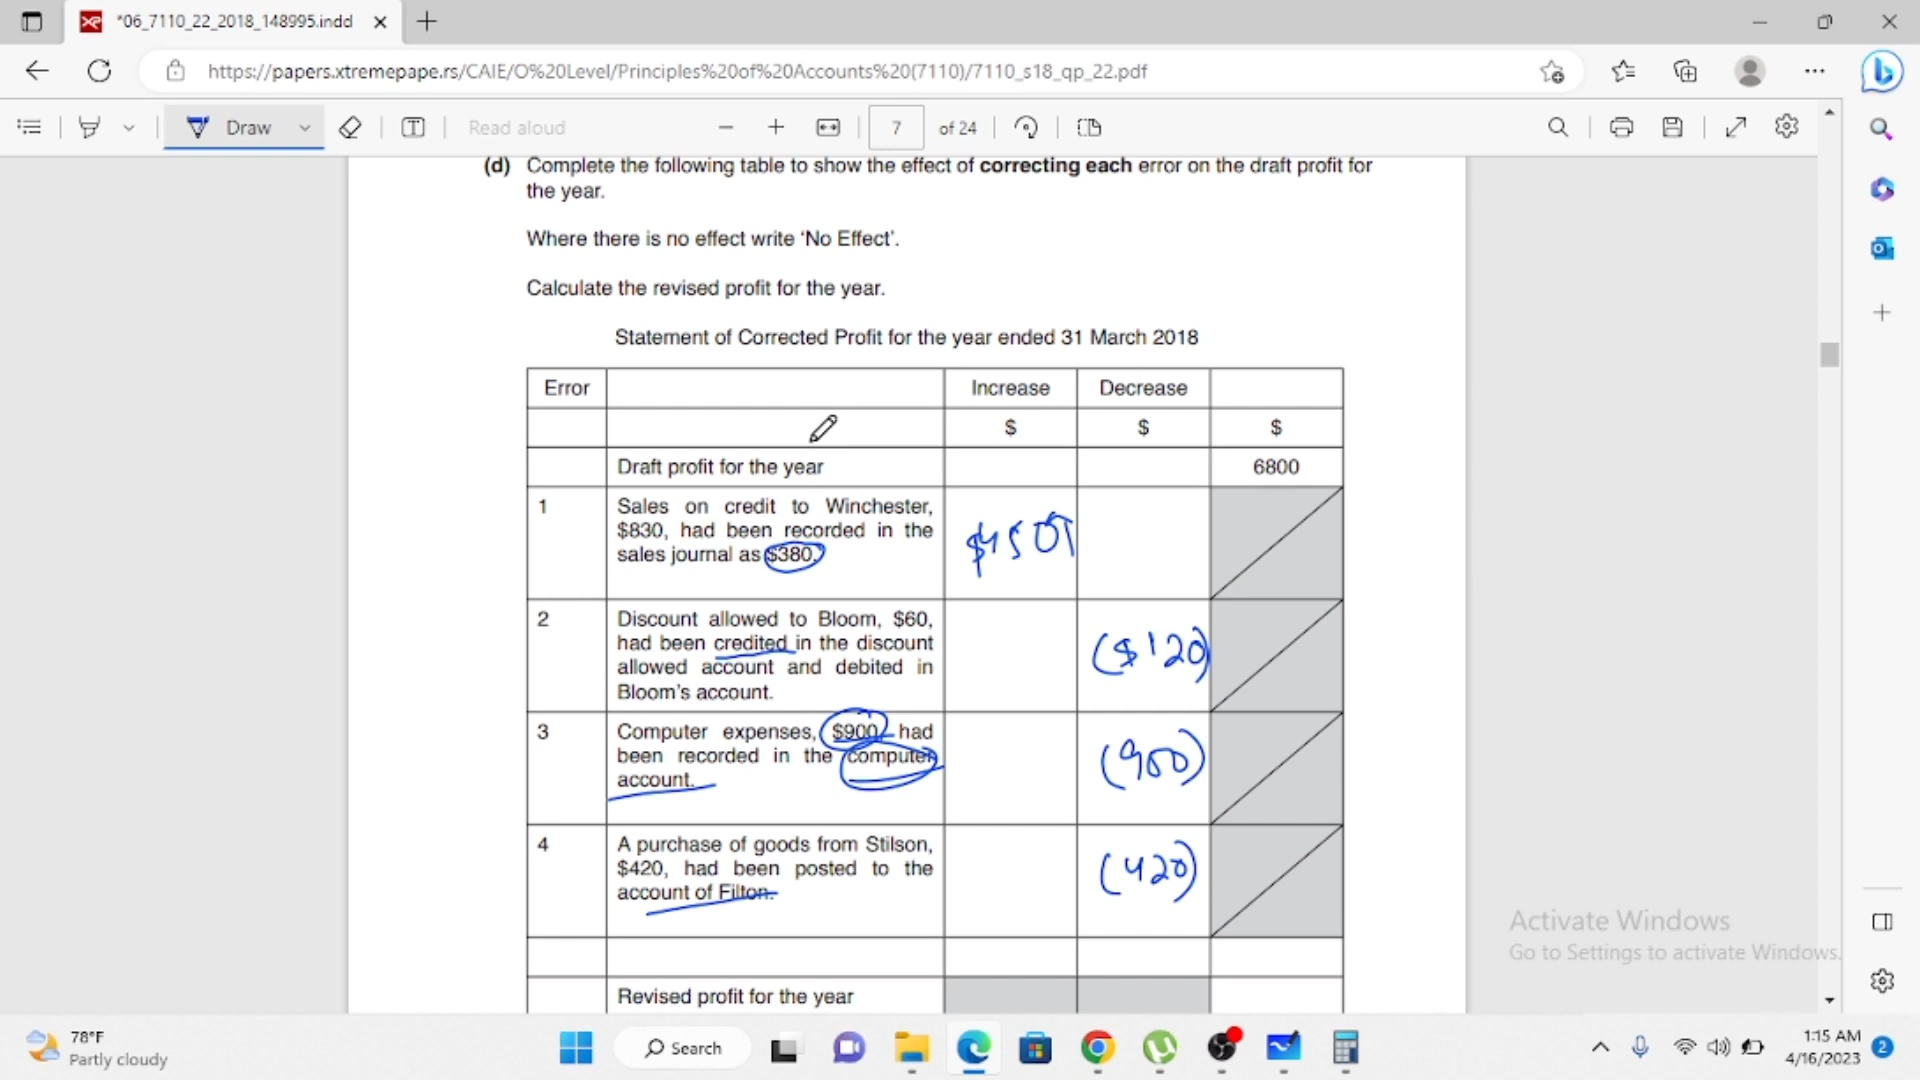 *06_7110_22_2018_148995.indd
https://papers.xtremepape.rs/CAIE/O%20Level/Principles%20of%20Accounts%20(7110)/7110_s18_qp_22.pdf
Draw
Read aloud
7
of 24
(d) Complete the following table to show the effect of correcting each error on the draft profit for
the year.
Where there is no effect write ‘No Effect’.
Calculate the revised profit for the year.
Statement of Corrected Profit for the year ended 31 March 2018
Error Increase Decrease
$ $ $
Draft profit for the year 6800
1 Sales on credit to Winchester,
$830, had been recorded in the
sales journal as $380.
$450
2 Discount allowed to Bloom, $60,
had been credited in the discount
allowed account and debited in
Bloom's account.
($120)
3 Computer expenses, $900, had
been recorded in the computer
account.
(900)
4 A purchase of goods from Stilson,
$420, had been posted to the
account of Filton.
(420)
Revised profit for the year
Activate Windows
Go to Settings to activate Windows.
78°F
Partly cloudy
Search
1:15 AM
4/16/2023
2